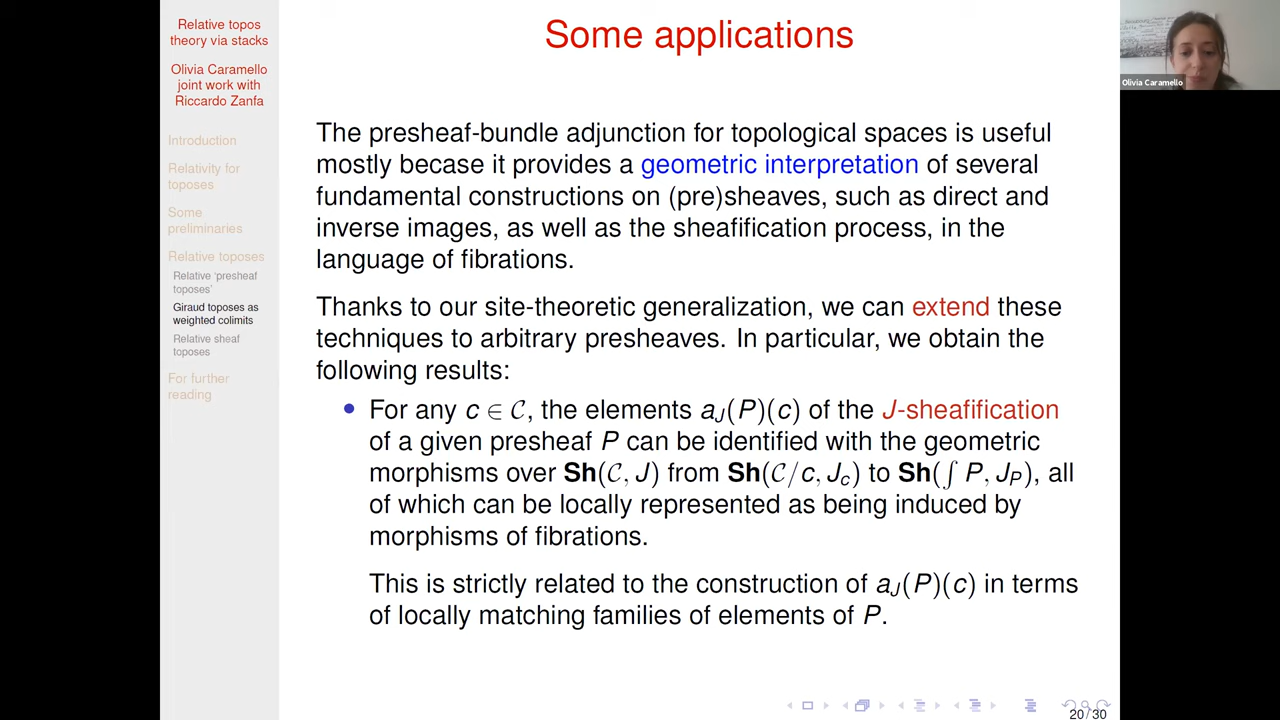 Relative topos
theory via stacks
Olivia Caramello
joint work with
Riccardo Zanfa
Introduction
Relativity for
toposes
Some
preliminaries
Relative toposes
Relative ‘presheaf
toposes’
Giraud toposes as
weighted colimits
Relative sheaf
toposes
For further
reading
Some applications
The presheaf-bundle adjunction for topological spaces is useful
mostly becase it provides a geometric interpretation of several
fundamental constructions on (pre)sheaves, such as direct and
inverse images, as well as the sheafification process, in the
language of fibrations.
Thanks to our site-theoretic generalization, we can extend these
techniques to arbitrary presheaves. In particular, we obtain the
following results:
• For any c ∈ 𝒞, the elements a_J(P)(c) of the J-sheafification
of a given presheaf P can be identified with the geometric
morphisms over Sh(𝒞, J) from Sh(𝒞/c, J_c) to Sh(∫ P, J_P), all
of which can be locally represented as being induced by
morphisms of fibrations.
This is strictly related to the construction of a_J(P)(c) in terms
of locally matching families of elements of P.
20 / 30
Olivia Caramello